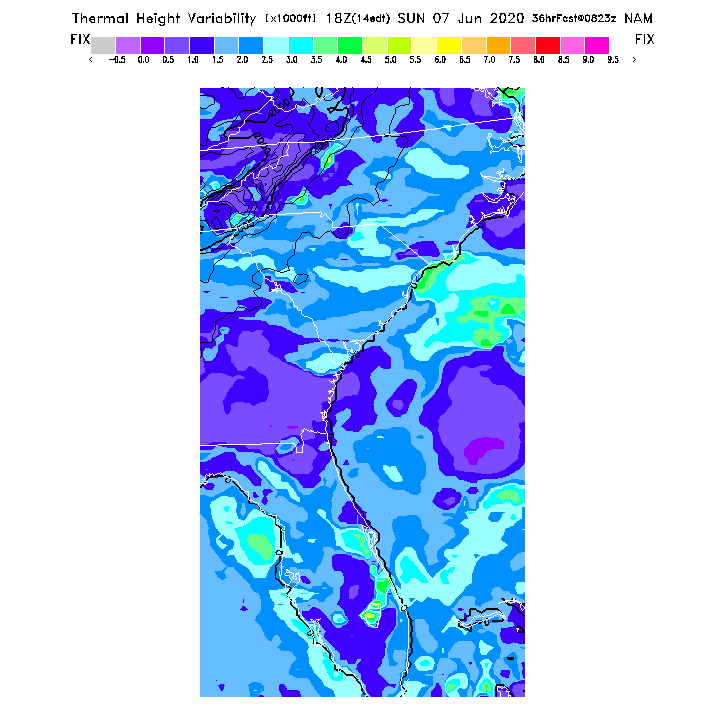 Thermal Height Variability [x1000ft] 18Z(14edt) SUN 07 Jun 2020 36hrFcst@0823z NAM
FIX FIX
< -0.5 0.0 0.5 1.0 1.5 2.0 2.5 3.0 3.5 4.0 4.5 5.0 5.5 6.0 6.5 7.0 7.5 8.0 8.5 9.0 9.5 >